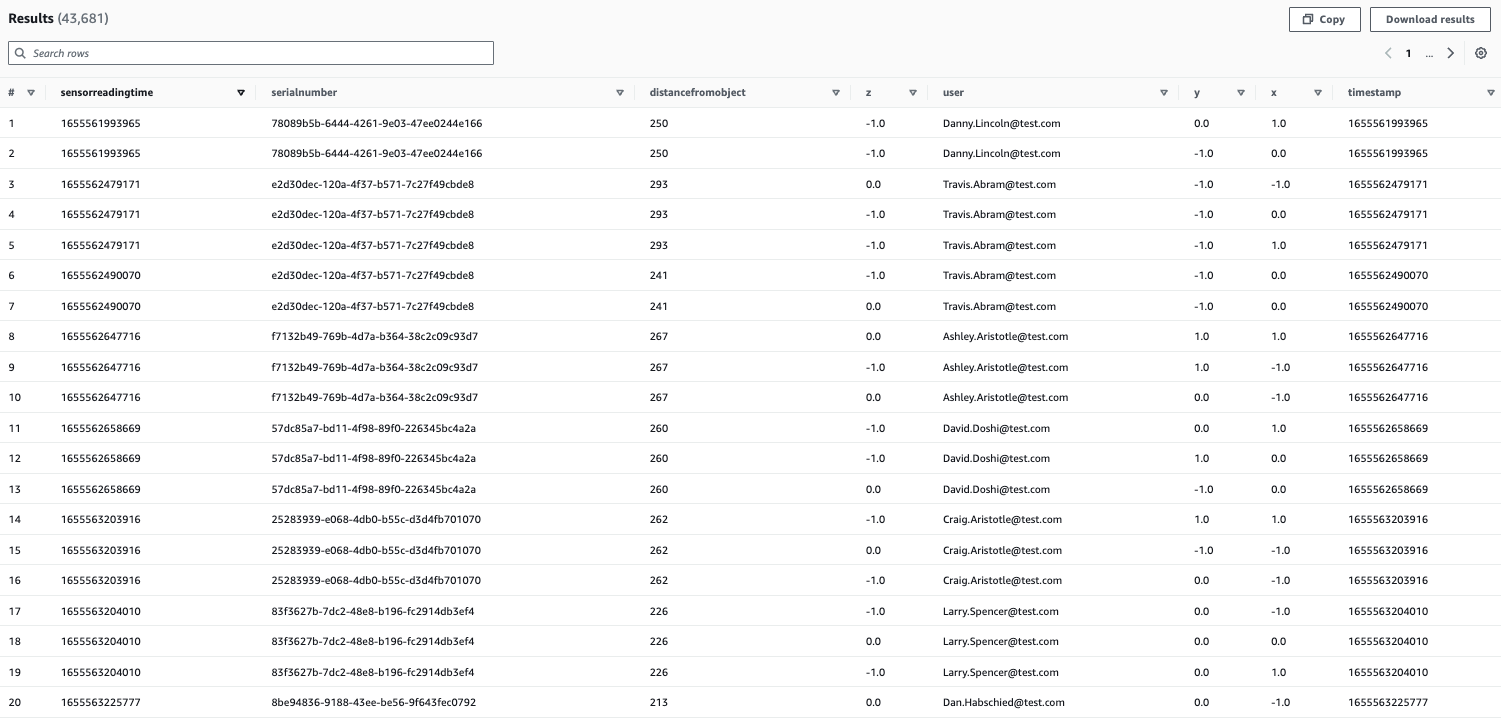 Results (43,681) Copy Download results
Search rows 1 ...
# sensorreadingtime serialnumber distancefromobject z user y x timestamp
1 1655561993965 78089b5b-6444-4261-9e03-47ee0244e166 250 -1.0 Danny.Lincoln@test.com 0.0 1.0 1655561993965
2 1655561993965 78089b5b-6444-4261-9e03-47ee0244e166 250 -1.0 Danny.Lincoln@test.com -1.0 0.0 1655561993965
3 1655562479171 e2d30dec-120a-4f37-b571-7c27f49cbde8 293 0.0 Travis.Abram@test.com -1.0 -1.0 1655562479171
4 1655562479171 e2d30dec-120a-4f37-b571-7c27f49cbde8 293 -1.0 Travis.Abram@test.com -1.0 0.0 1655562479171
5 1655562479171 e2d30dec-120a-4f37-b571-7c27f49cbde8 293 -1.0 Travis.Abram@test.com -1.0 1.0 1655562479171
6 1655562490070 e2d30dec-120a-4f37-b571-7c27f49cbde8 241 -1.0 Travis.Abram@test.com -1.0 0.0 1655562490070
7 1655562490070 e2d30dec-120a-4f37-b571-7c27f49cbde8 241 0.0 Travis.Abram@test.com -1.0 0.0 1655562490070
8 1655562647716 f7132b49-769b-4d7a-b364-38c2c09c93d7 267 0.0 Ashley.Aristotle@test.com 1.0 1.0 1655562647716
9 1655562647716 f7132b49-769b-4d7a-b364-38c2c09c93d7 267 -1.0 Ashley.Aristotle@test.com 1.0 -1.0 1655562647716
10 1655562647716 f7132b49-769b-4d7a-b364-38c2c09c93d7 267 0.0 Ashley.Aristotle@test.com 0.0 -1.0 1655562647716
11 1655562658669 57dc85a7-bd11-4f98-89f0-226345bc4a2a 260 -1.0 David.Doshi@test.com 0.0 1.0 1655562658669
12 1655562658669 57dc85a7-bd11-4f98-89f0-226345bc4a2a 260 -1.0 David.Doshi@test.com 1.0 0.0 1655562658669
13 1655562658669 57dc85a7-bd11-4f98-89f0-226345bc4a2a 260 0.0 David.Doshi@test.com -1.0 0.0 1655562658669
14 1655563203916 25283939-e068-4db0-b55c-d3d4fb701070 262 -1.0 Craig.Aristotle@test.com 1.0 1.0 1655563203916
15 1655563203916 25283939-e068-4db0-b55c-d3d4fb701070 262 0.0 Craig.Aristotle@test.com -1.0 -1.0 1655563203916
16 1655563203916 25283939-e068-4db0-b55c-d3d4fb701070 262 -1.0 Craig.Aristotle@test.com 0.0 -1.0 1655563203916
17 1655563204010 83f3627b-7dc2-48e8-b196-fc2914db3ef4 226 -1.0 Larry.Spencer@test.com 0.0 -1.0 1655563204010
18 1655563204010 83f3627b-7dc2-48e8-b196-fc2914db3ef4 226 0.0 Larry.Spencer@test.com 0.0 0.0 1655563204010
19 1655563204010 83f3627b-7dc2-48e8-b196-fc2914db3ef4 226 -1.0 Larry.Spencer@test.com 0.0 1.0 1655563204010
20 1655563225777 8be94836-9188-43ee-be56-9f643fec0792 213 0.0 Dan.Habschied@test.com 0.0 -1.0 1655563225777